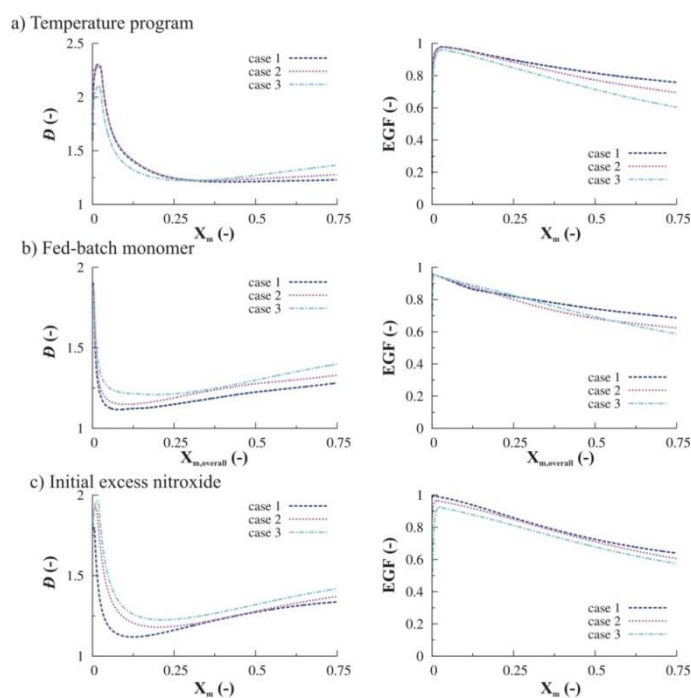 a) Temperature program
2.5
2
1.5
1
Đ (-)
case 1
case 2
case 3
0 0.25 0.5 0.75
Xm (-)
1
0.8
0.6
0.4
0.2
0
EGF (-)
case 1
case 2
case 3
0 0.25 0.5 0.75
Xm (-)
b) Fed-batch monomer
2
1.5
1
Đ (-)
case 1
case 2
case 3
0 0.25 0.5 0.75
Xm,overall (-)
1
0.8
0.6
0.4
0.2
0
EGF (-)
case 1
case 2
case 3
0 0.25 0.5 0.75
Xm,overall (-)
c) Initial excess nitroxide
2
1.5
1
Đ (-)
case 1
case 2
case 3
0 0.25 0.5 0.75
Xm (-)
1
0.8
0.6
0.4
0.2
0
EGF (-)
case 1
case 2
case 3
0 0.25 0.5 0.75
Xm (-)